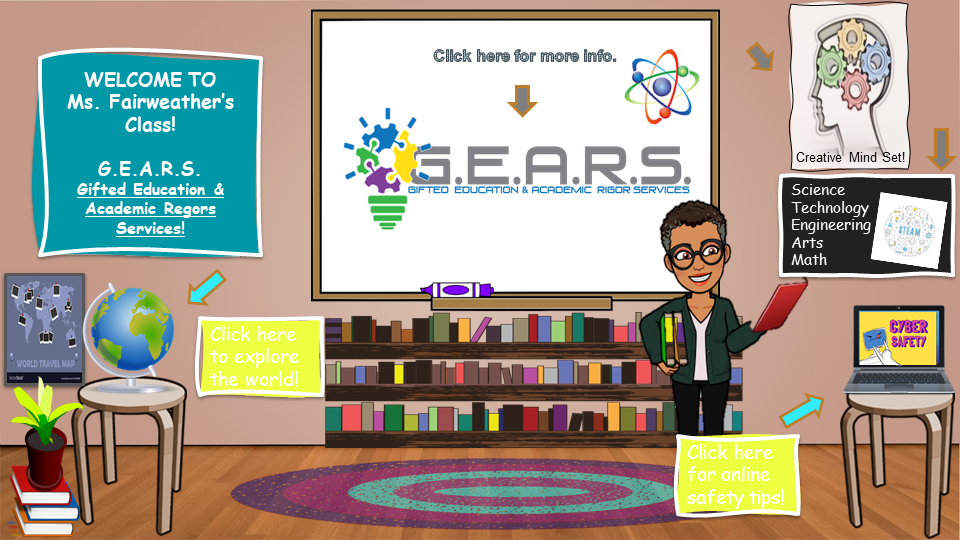 WELCOME TO
Ms. Fairweather's
Class!
G.E.A.R.S.
Gifted Education &
Academic Regors
Services!
Click here for more info.
G.E.A.R.S.
GIFTED EDUCATION & ACADEMIC RIGOR SERVICES
Creative Mind Set!
Science
Technology
Engineering
Arts
Math
STEAM
WORLD TRAVEL MAP
Click here
to explore
the world!
CYBER
SAFETY
Click here
for online
safety tips!